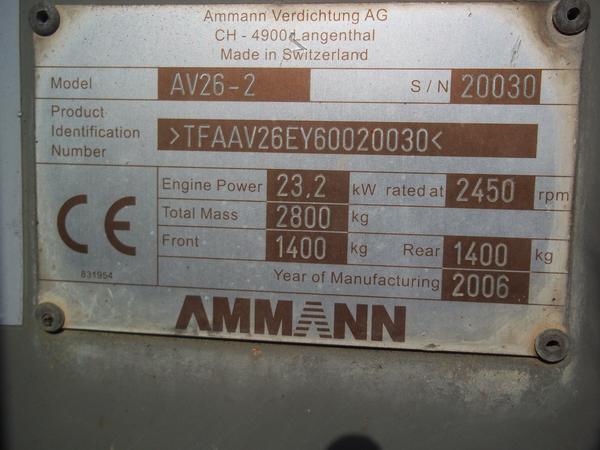 Ammann Verdichtung AG
CH - 4900 Langenthal
Made in Switzerland
Model AV26-2 S/N 20030
Product
Identification
Number >TFAAV26EY60020030<
Engine Power 23,2 kW rated at 2450 rpm
Total Mass 2800 kg
Front 1400 kg Rear 1400 kg
CE
831954
Year of Manufacturing 2006
AMMANN